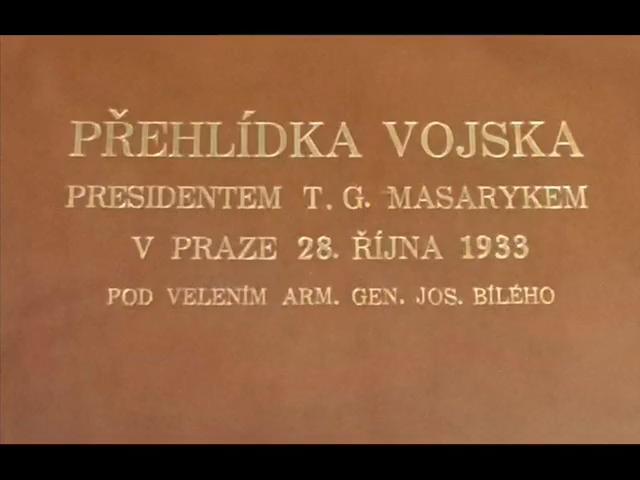 PŘEHLÍDKA VOJSKA
PRESIDENTEM T. G. MASARYKEM
V PRAZE 28. ŘÍJNA 1933
POD VELENÍM ARM. GEN. JOS. BÍLÉHO